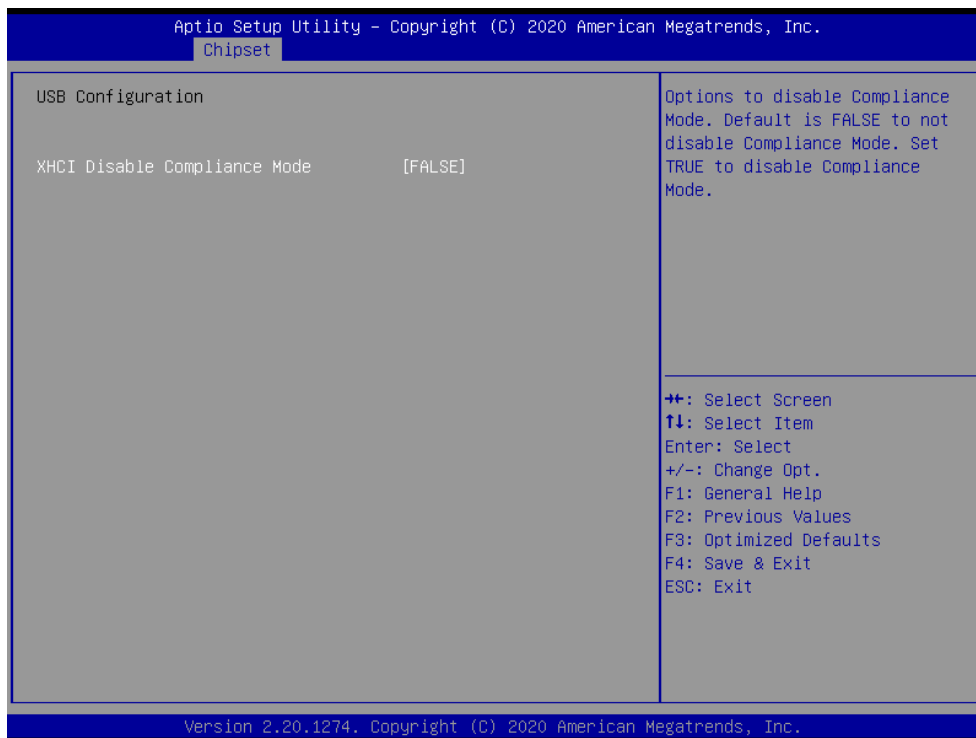 Aptio Setup Utility – Copyright (C) 2020 American Megatrends, Inc.
Chipset
USB Configuration
XHCI Disable Compliance Mode [FALSE]
Options to disable Compliance
Mode. Default is FALSE to not
disable Compliance Mode. Set
TRUE to disable Compliance
Mode.
→←: Select Screen
↑↓: Select Item
Enter: Select
+/-: Change Opt.
F1: General Help
F2: Previous Values
F3: Optimized Defaults
F4: Save & Exit
ESC: Exit
Version 2.20.1274. Copyright (C) 2020 American Megatrends, Inc.